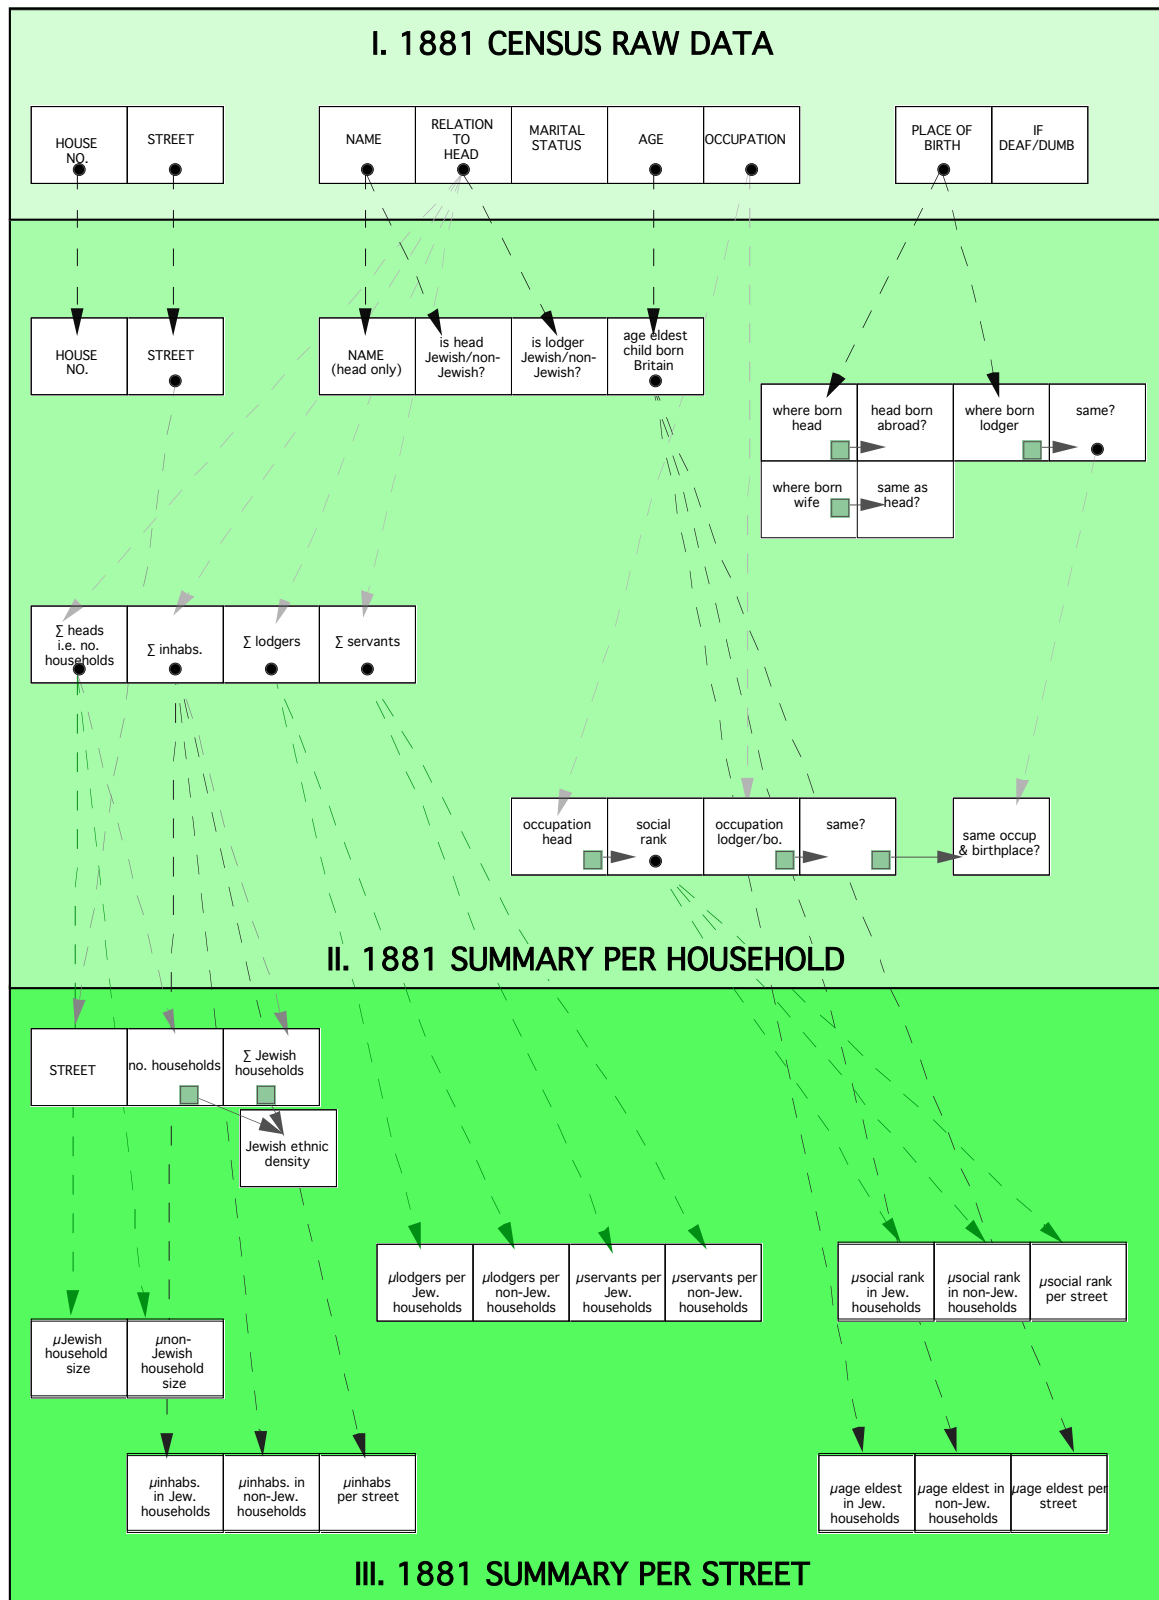 I. 1881 CENSUS RAW DATA
HOUSE
NO.
STREET
NAME
RELATION
TO
HEAD
MARITAL
STATUS
AGE
OCCUPATION
PLACE OF
BIRTH
IF
DEAF/DUMB
HOUSE
NO.
STREET
NAME
(head only)
is head
Jewish/non-
Jewish?
is lodger
Jewish/non-
Jewish?
age eldest
child born
Britain
where born
head
head born
abroad?
where born
lodger
same?
where born
wife
same as
head?
∑ heads
i.e. no.
households
∑ inhabs.
∑ lodgers
∑ servants
occupation
head
social
rank
occupation
lodger/bo.
same?
same occup
& birthplace?
II. 1881 SUMMARY PER HOUSEHOLD
STREET
no. households
∑ Jewish
households
Jewish ethnic
density
µlodgers per
Jew.
households
µlodgers per
non-Jew.
households
µservants per
Jew.
households
µservants per
non-Jew.
households
µsocial rank
in Jew.
households
µsocial rank
in non-Jew.
households
µsocial rank
per street
µJewish
household
size
µnon-
Jewish
household
size
µinhabs.
in Jew.
households
µinhabs. in
non-Jew.
households
µinhabs
per street
µage eldest
in Jew.
households
µage eldest in
non-Jew.
households
µage eldest per
street
III. 1881 SUMMARY PER STREET